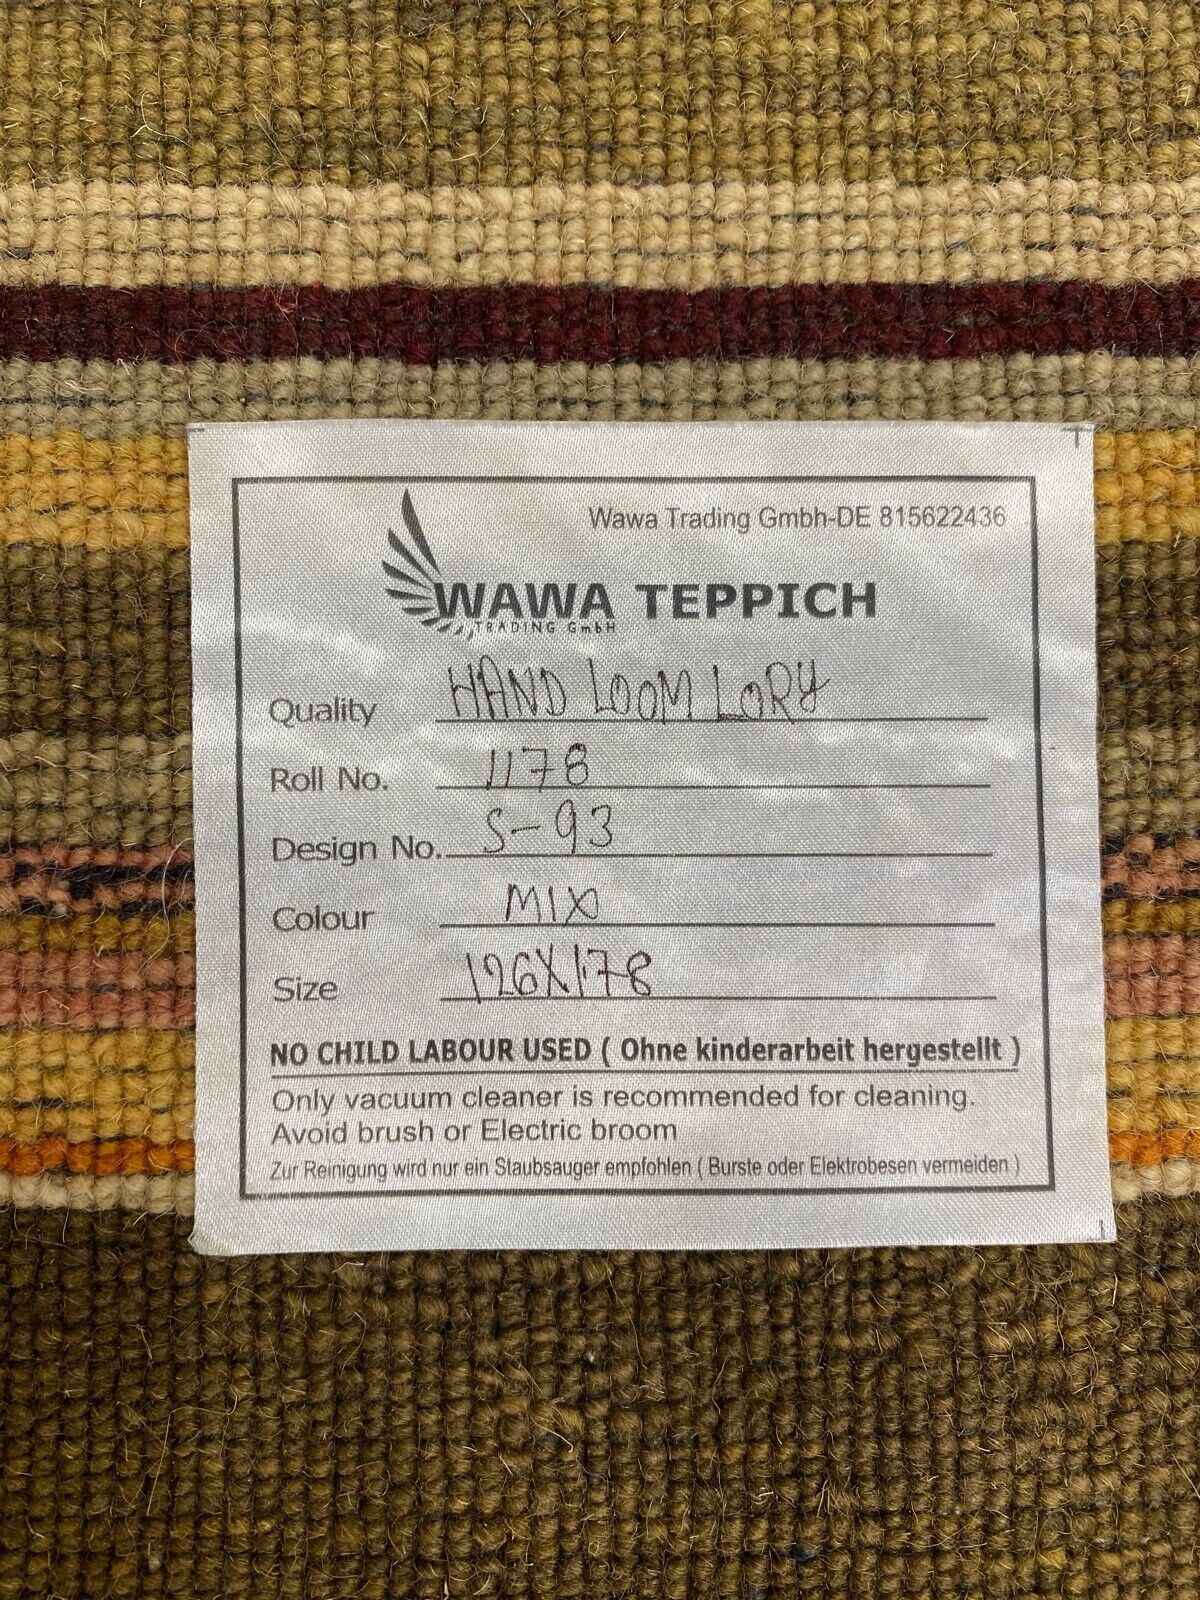 Wawa Trading Gmbh-DE 815622436
WAWA TEPPICH
TRADING GmbH
Quality HAND LOOM LORY
Roll No. 1178
Design No. S-93
Colour MIX
Size 126X178
NO CHILD LABOUR USED ( Ohne kinderarbeit hergestellt )
Only vacuum cleaner is recommended for cleaning.
Avoid brush or Electric broom
Zur Reinigung wird nur ein Staubsauger empfohlen ( Burste oder Elektrobesen vermeiden )